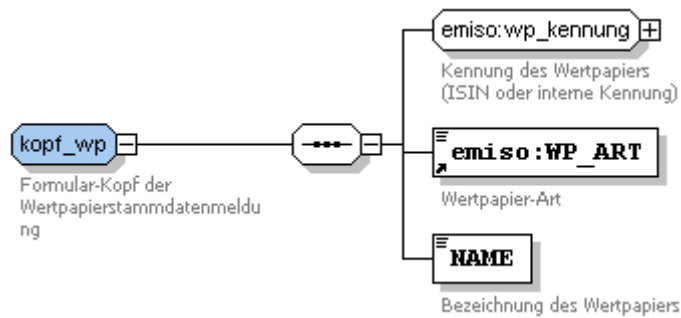 emiso:wp_kennung
Kennung des Wertpapiers
(ISIN oder interne Kennung)
kopf_wp
Formular-Kopf der
Wertpapierstammdatenmeldu
ng
emiso:WP_ART
Wertpapier-Art
NAME
Bezeichnung des Wertpapiers